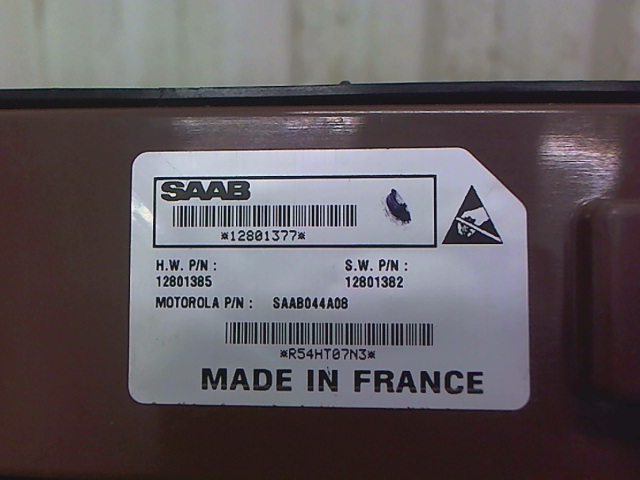 SAAB
*12801377*
H.W. P/N : S.W. P/N :
12801385 12801382
MOTOROLA P/N : SAAB044A08
*R54HT07N3*
MADE IN FRANCE